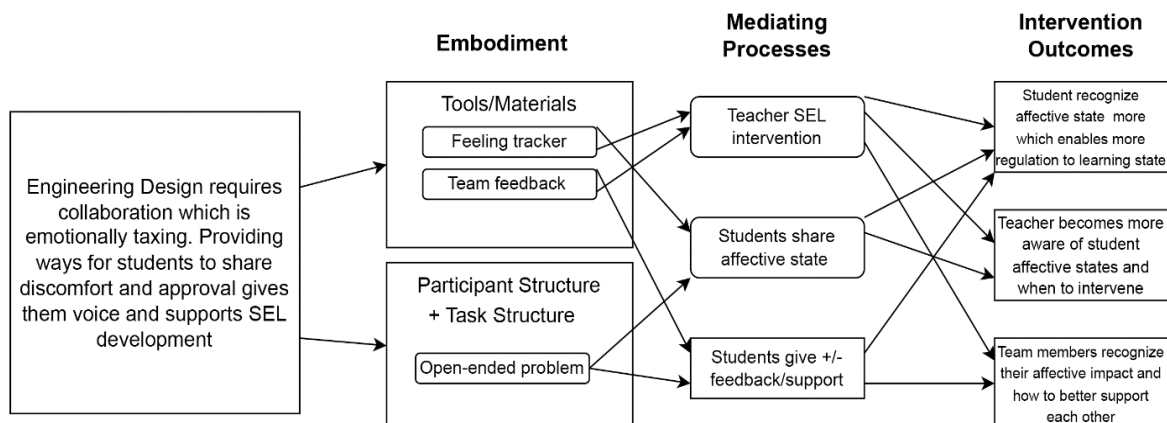 Embodiment
Mediating
Processes
Intervention
Outcomes
Engineering Design requires
collaboration which is
emotionally taxing. Providing
ways for students to share
discomfort and approval gives
them voice and supports SEL
development
Tools/Materials
Feeling tracker
Team feedback
Participant Structure
+ Task Structure
Open-ended problem
Teacher SEL
intervention
Students share
affective state
Students give +/-
feedback/support
Student recognize
affective state more
which enables more
regulation to learning state
Teacher becomes more
aware of student
affective states and
when to intervene
Team members recognize
their affective impact and
how to better support
each other